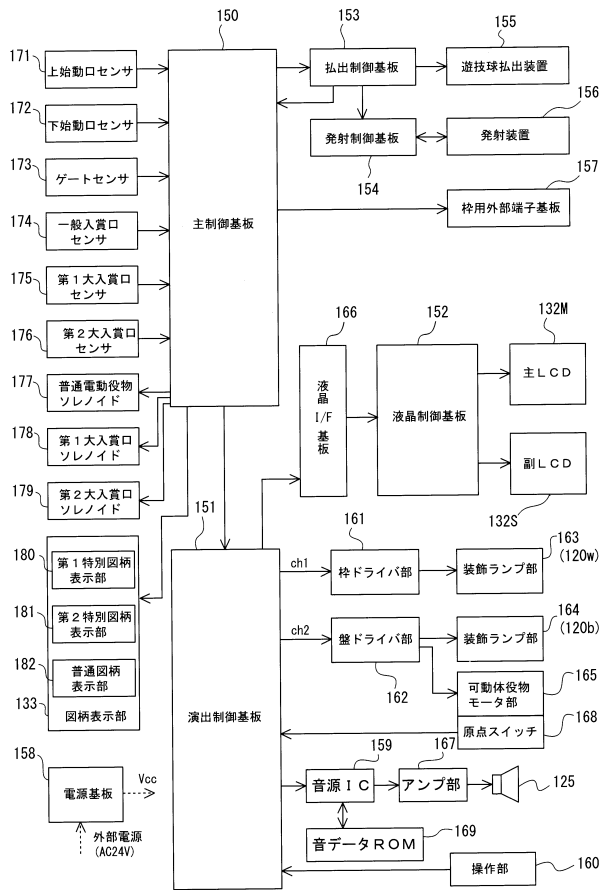 150
153
155
171
上始動口センサ
払出制御基板
遊技球払出装置
172
156
下始動口センサ
発射制御基板
発射装置
173
154
157
ゲートセンサ
174
枠用外部端子基板
一般入賞口
センサ
主制御基板
175
第1大入賞口
センサ
176
166
152
132M
第2大入賞口
センサ
主LCD
177
普通電動役物
ソレノイド
液晶
I/F
基板
液晶制御基板
178
第1大入賞口
ソレノイド
副LCD
179
第2大入賞口
ソレノイド
151
132S
161
163
(120w)
180
第1特別図柄
表示部
ch1
枠ドライバ部
装飾ランプ部
181
第2特別図柄
表示部
164
(120b)
ch2
盤ドライバ部
装飾ランプ部
182
普通図柄
表示部
162
可動体役物
モータ部
165
133
図柄表示部
演出制御基板
原点スイッチ
168
158
159
167
電源基板
Vcc
音源IC
アンプ部
125
外部電源
(AC24V)
169
音データROM
操作部
160